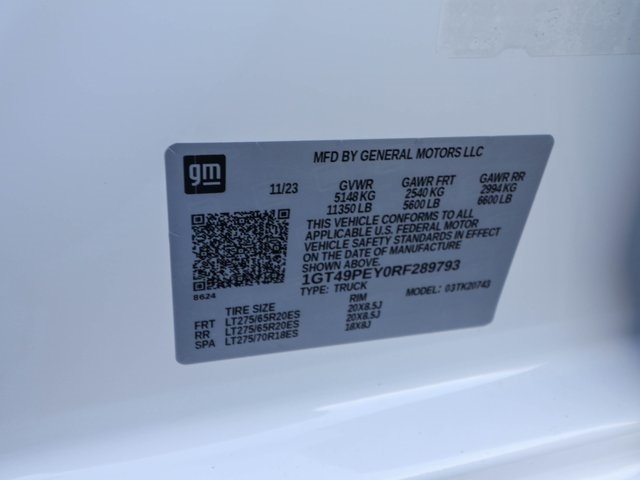 MFD BY GENERAL MOTORS LLC
gm
11/23 GVWR GAWR FRT GAWR RR
5148 KG 2540 KG 2994 KG
11350 LB 5600 LB 6600 LB
THIS VEHICLE CONFORMS TO ALL
APPLICABLE U.S. FEDERAL MOTOR
VEHICLE SAFETY STANDARDS IN EFFECT
ON THE DATE OF MANUFACTURE
SHOWN ABOVE.
1GT49PEY0RF289793
TYPE: TRUCK MODEL: 03TK20743
8624
TIRE SIZE RIM
FRT LT275/65R20ES 20X8.5J
RR LT275/65R20ES 20X8.5J
SPA LT275/70R18ES 18X8J